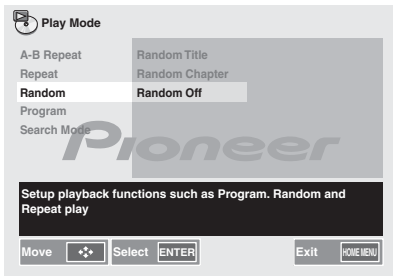 Play Mode
A-B Repeat
Random Title
Repeat
Random Chapter
Random
Random Off
Program
Search Mode
Pioneer
Setup playback functions such as Program. Random and
Repeat play
Move
Select ENTER
Exit HOME MENU